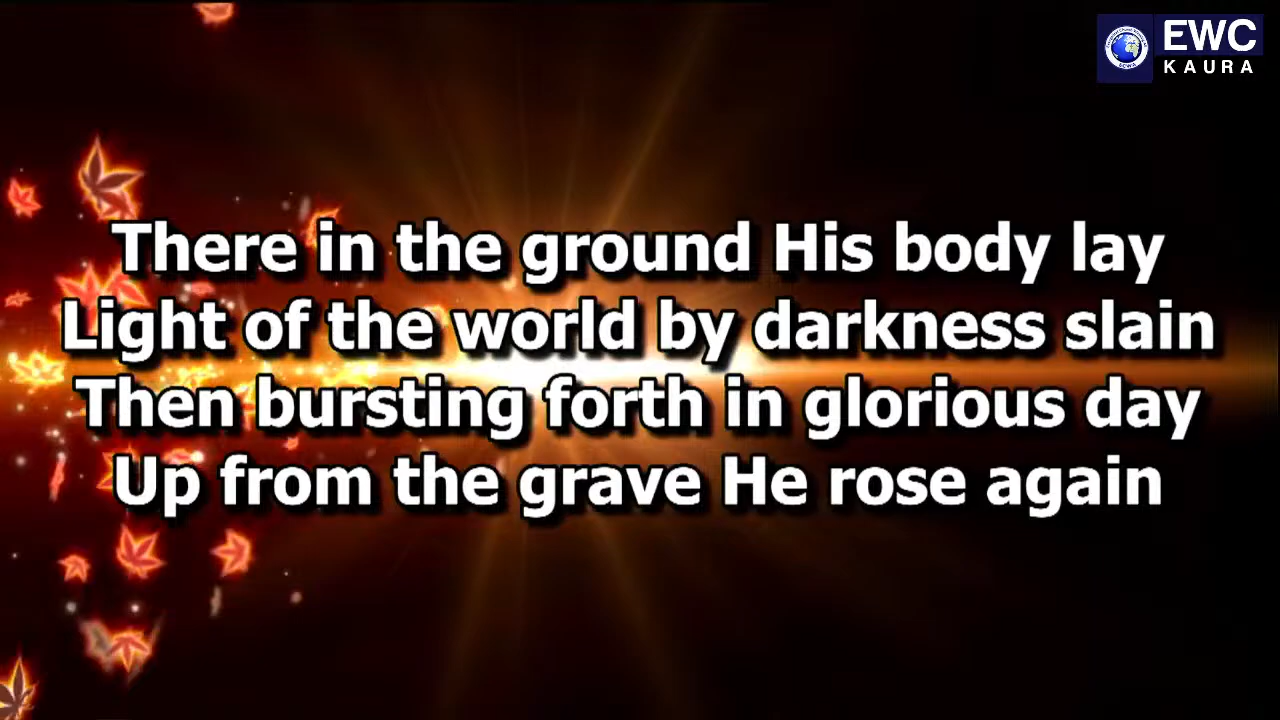 EWC
KAURA
There in the ground His body lay
Light of the world by darkness slain
Then bursting forth in glorious day
Up from the grave He rose again